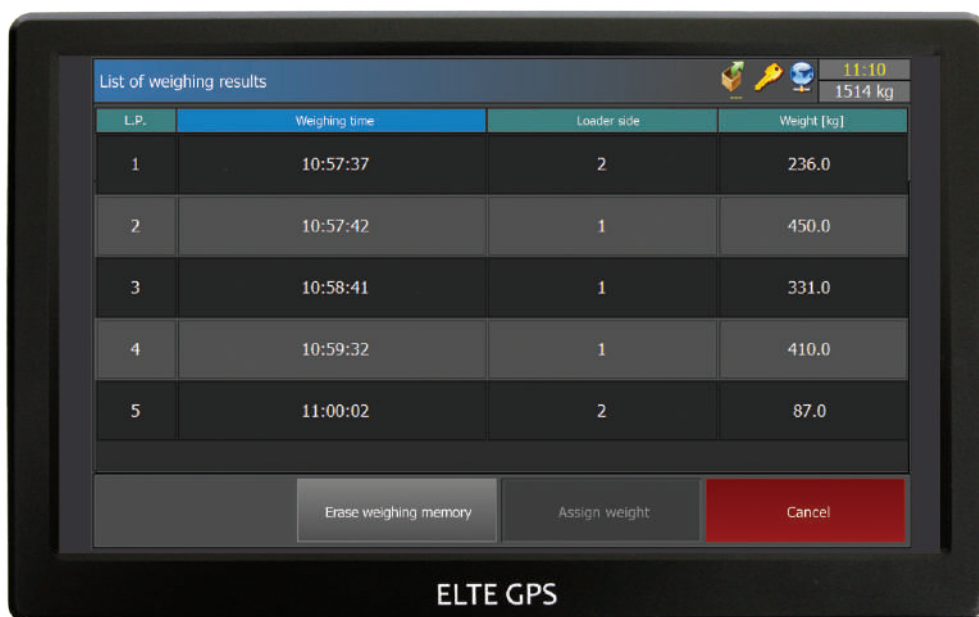 List of weighing results
11:10
1514 kg
L.P. Weighing time Loader side Weight [kg]
1 10:57:37 2 236.0
2 10:57:42 1 450.0
3 10:58:41 1 331.0
4 10:59:32 1 410.0
5 11:00:02 2 87.0
Erase weighing memory Assign weight Cancel
ELTE GPS